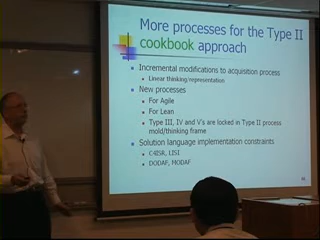 More processes for the Type II
cookbook approach
Incremental modifications to acquisition process
Linear thinking/representation
New processes
For Agile
For Lean
Type III, IV and V's are locked in Type II process
mold/thinking frame
Solution language implementation constraints
C4ISR, LISI
DODAF, MODAF